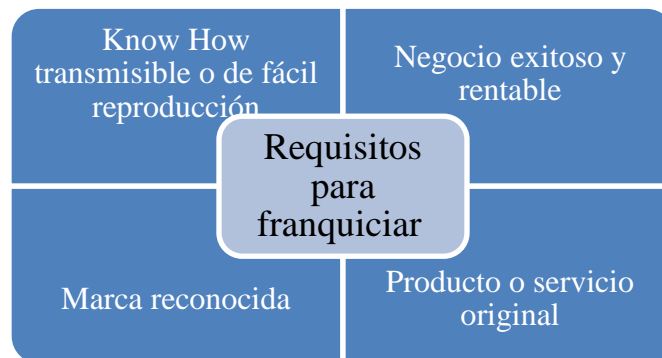 Know How
transmisible o de fácil
reproducción
Negocio exitoso y
rentable
Requisitos
para
franquiciar
Marca reconocida
Producto o servicio
original